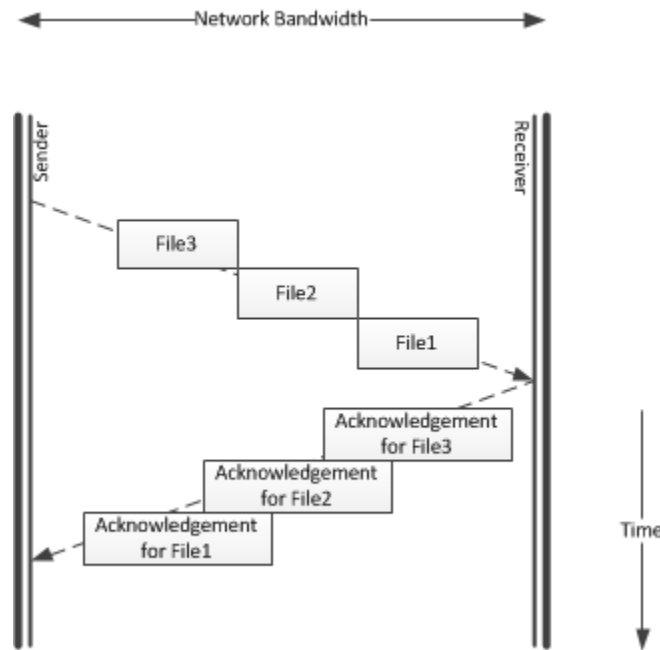 Network Bandwidth
Sender
Receiver
File3
File2
File1
Acknowledgement
for File3
Acknowledgement
for File2
Acknowledgement
for File1
Time